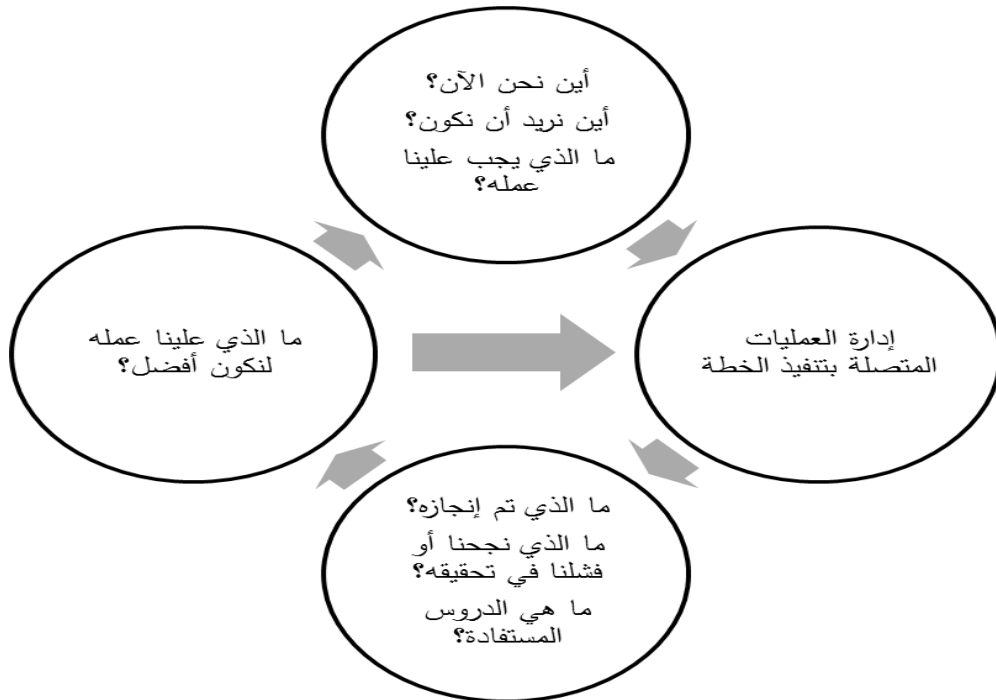 أين نحن الآن؟
أين نريد أن نكون؟
ما الذي يجب علينا
عمله؟
إدارة العمليات
المتصلة بتنفيذ الخطة
ما الذي تم إنجازه؟
ما الذي نجحنا أو
فشلنا في تحقيقه؟
ما هي الدروس
المستفادة؟
ما الذي علينا عمله
لنكون أفضل؟